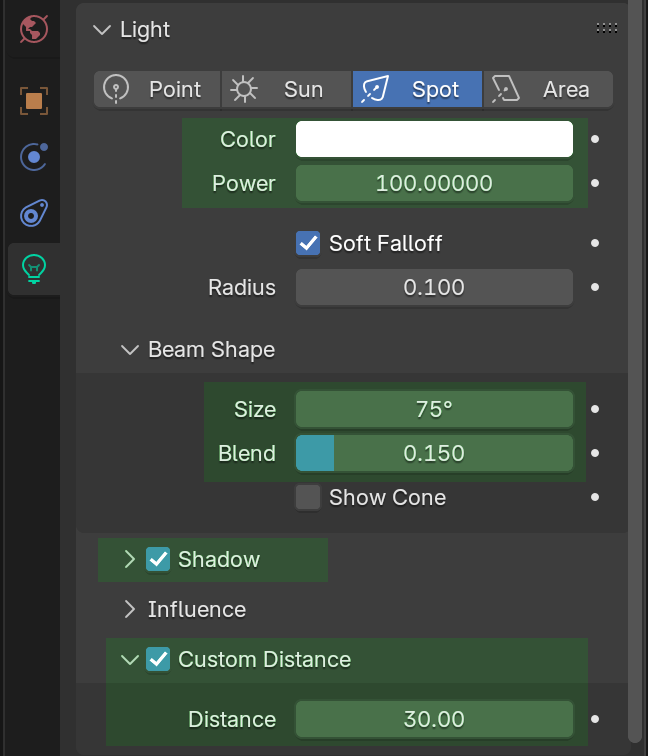 Light
Point Sun Spot Area
Color
Power 100.00000
Soft Falloff
Radius 0.100
Beam Shape
Size 75°
Blend 0.150
Show Cone
Shadow
Influence
Custom Distance
Distance 30.00